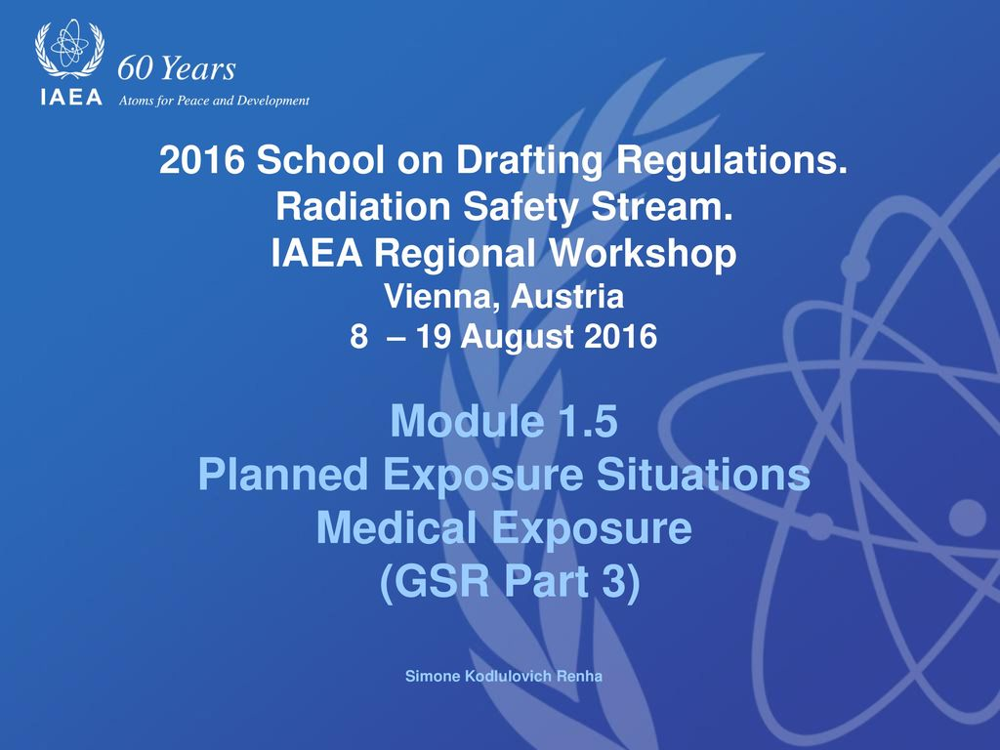 60 Years
IAEA
Atoms for Peace and Development
2016 School on Drafting Regulations.
Radiation Safety Stream.
IAEA Regional Workshop
Vienna, Austria
8 – 19 August 2016
Module 1.5
Planned Exposure Situations
Medical Exposure
(GSR Part 3)
Simone Kodlulovich Renha